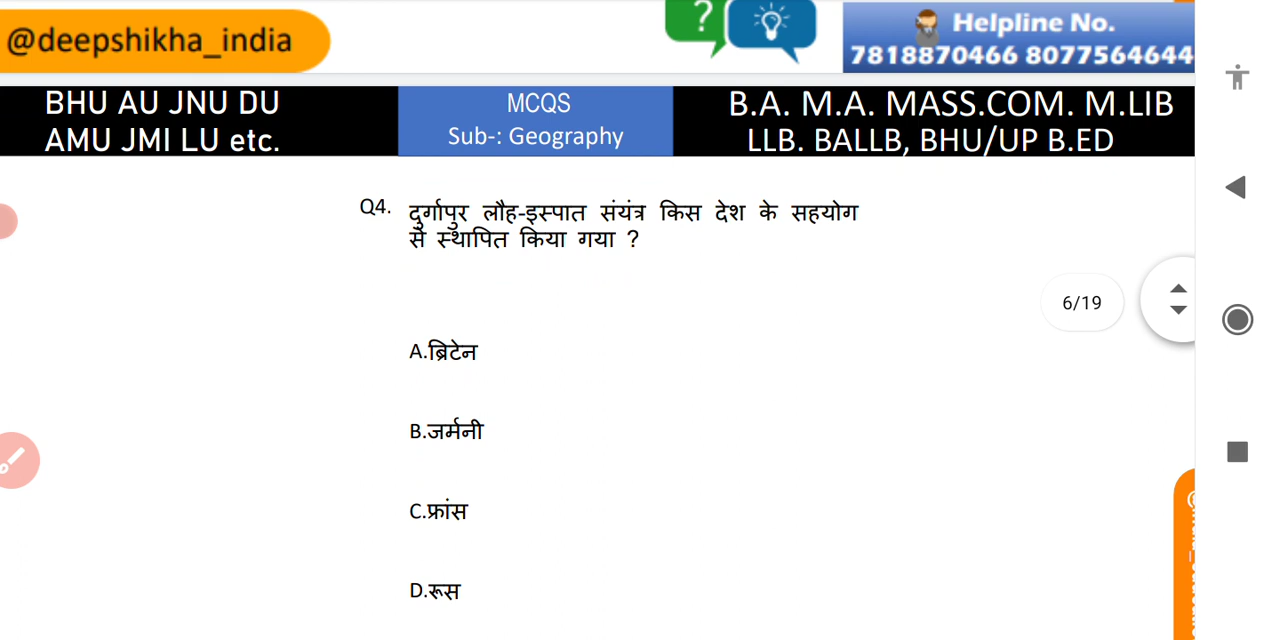 @deepshikha_india
?
Helpline No.
7818870466 8077564644
BHU AU JNU DU
AMU JMI LU etc.
MCQS
Sub-: Geography
B.A. M.A. MASS.COM. M.LIB
LLB. BALLB, BHU/UP B.ED
Q4. दुर्गापुर लौह-इस्पात संयंत्र किस देश के सहयोग
से स्थापित किया गया ?
6/19
A.ब्रिटेन
B.जर्मनी
C.फ्रांस
D.रूस